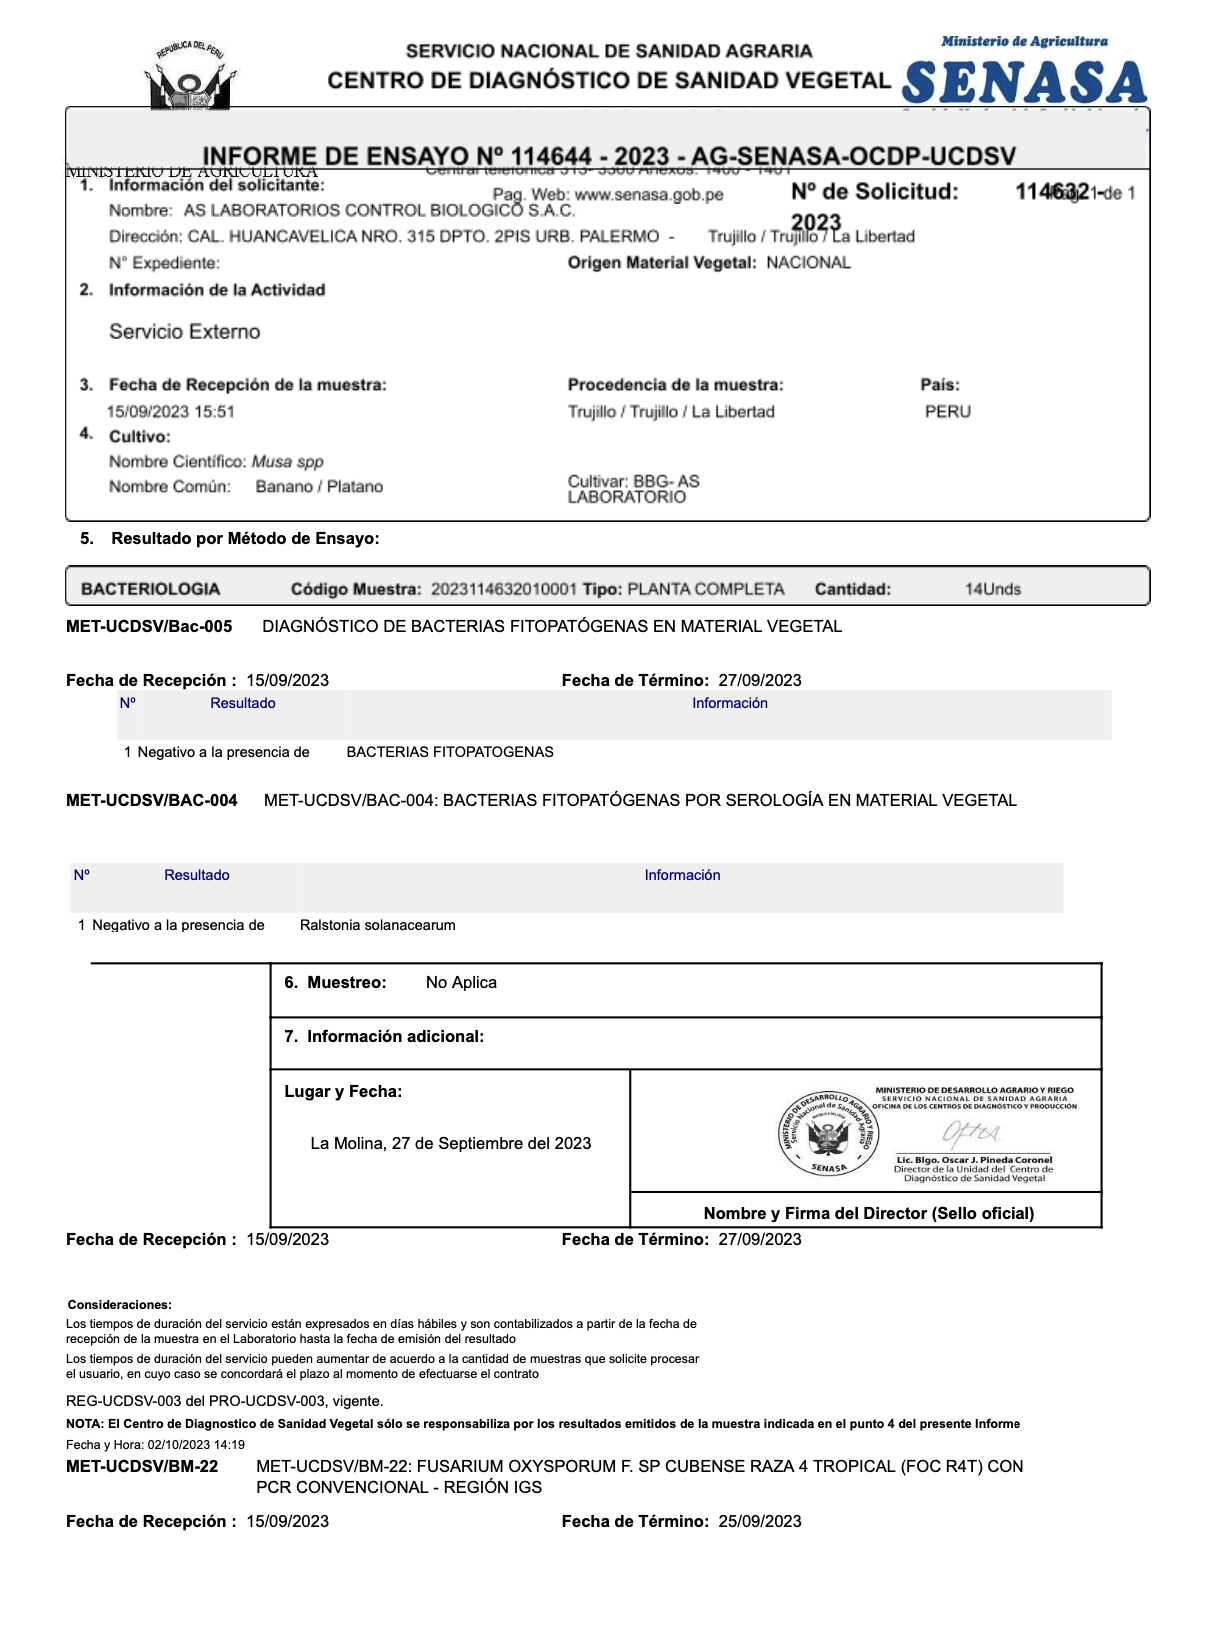 REPUBLICA DEL PERU
SERVICIO NACIONAL DE SANIDAD AGRARIA
CENTRO DE DIAGNÓSTICO DE SANIDAD VEGETAL
Ministerio de Agricultura
SENASA
INFORME DE ENSAYO Nº 114644 - 2023 - AG-SENASA-OCDP-UCDSV
MINISTERIO DE AGRICULTURA
Central telefónica 313- 3300 Anexos: 1400 - 1401
Pag. Web: www.senasa.gob.pe
Pag. 1 de 1
1. Información del solicitante:
Nº de Solicitud: 114632 - 2023
Nombre: AS LABORATORIOS CONTROL BIOLOGICO S.A.C.
Dirección: CAL. HUANCAVELICA NRO. 315 DPTO. 2PIS URB. PALERMO - Trujillo / Trujillo / La Libertad
N° Expediente: Origen Material Vegetal: NACIONAL
2. Información de la Actividad
Servicio Externo
3. Fecha de Recepción de la muestra: Procedencia de la muestra: País:
15/09/2023 15:51 Trujillo / Trujillo / La Libertad PERU
4. Cultivo:
Nombre Científico: Musa spp
Nombre Común: Banano / Platano
Cultivar: BBG- AS
LABORATORIO
5. Resultado por Método de Ensayo:
BACTERIOLOGIA Código Muestra: 2023114632010001 Tipo: PLANTA COMPLETA Cantidad: 14Unds
MET-UCDSV/Bac-005 DIAGNÓSTICO DE BACTERIAS FITOPATÓGENAS EN MATERIAL VEGETAL
Fecha de Recepción : 15/09/2023 Fecha de Término: 27/09/2023
Nº Resultado Información
1 Negativo a la presencia de BACTERIAS FITOPATOGENAS
MET-UCDSV/BAC-004 MET-UCDSV/BAC-004: BACTERIAS FITOPATÓGENAS POR SEROLOGÍA EN MATERIAL VEGETAL
Nº Resultado Información
1 Negativo a la presencia de Ralstonia solanacearum
6. Muestreo: No Aplica
7. Información adicional:
Lugar y Fecha:
La Molina, 27 de Septiembre del 2023
MINISTERIO DE DESARROLLO AGRARIO Y RIEGO
Servicio Nacional de Sanidad Agraria
REPUBLICA DEL PERU
SENASA
MINISTERIO DE DESARROLLO AGRARIO Y RIEGO
SERVICIO NACIONAL DE SANIDAD AGRARIA
OFICINA DE LOS CENTROS DE DIAGNÓSTICO Y PRODUCCIÓN
Lic. Blgo. Oscar J. Pineda Coronel
Director de la Unidad del Centro de
Diagnóstico de Sanidad Vegetal
Nombre y Firma del Director (Sello oficial)
Fecha de Recepción : 15/09/2023 Fecha de Término: 27/09/2023
Consideraciones:
Los tiempos de duración del servicio están expresados en días hábiles y son contabilizados a partir de la fecha de
recepción de la muestra en el Laboratorio hasta la fecha de emisión del resultado
Los tiempos de duración del servicio pueden aumentar de acuerdo a la cantidad de muestras que solicite procesar
el usuario, en cuyo caso se concordará el plazo al momento de efectuarse el contrato
REG-UCDSV-003 del PRO-UCDSV-003, vigente.
NOTA: El Centro de Diagnostico de Sanidad Vegetal sólo se responsabiliza por los resultados emitidos de la muestra indicada en el punto 4 del presente Informe
Fecha y Hora: 02/10/2023 14:19
MET-UCDSV/BM-22 MET-UCDSV/BM-22: FUSARIUM OXYSPORUM F. SP CUBENSE RAZA 4 TROPICAL (FOC R4T) CON
PCR CONVENCIONAL - REGIÓN IGS
Fecha de Recepción : 15/09/2023 Fecha de Término: 25/09/2023